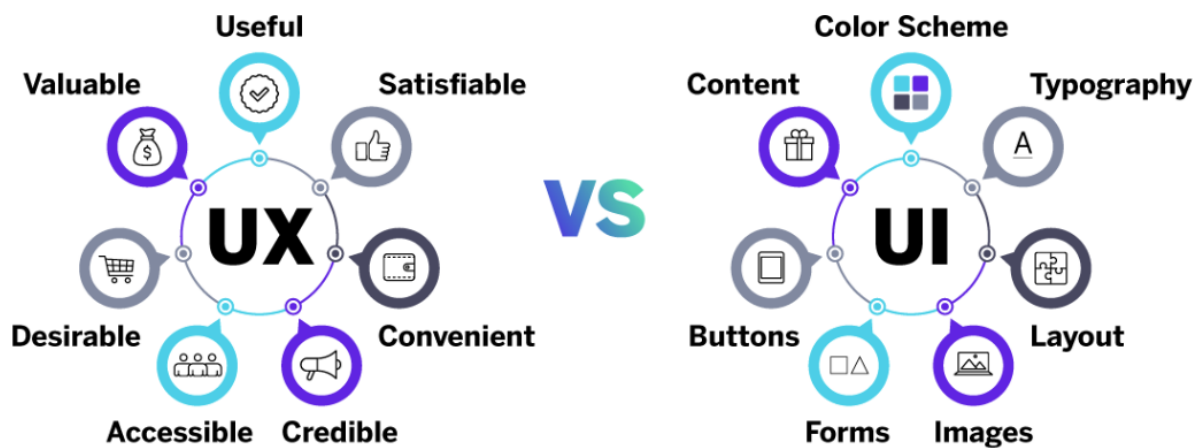 Useful
Valuable
Satisfiable
$
UX
Desirable
Convenient
Accessible
Credible
VS
Color Scheme
Content
Typography
A
UI
Buttons
Layout
Forms
Images